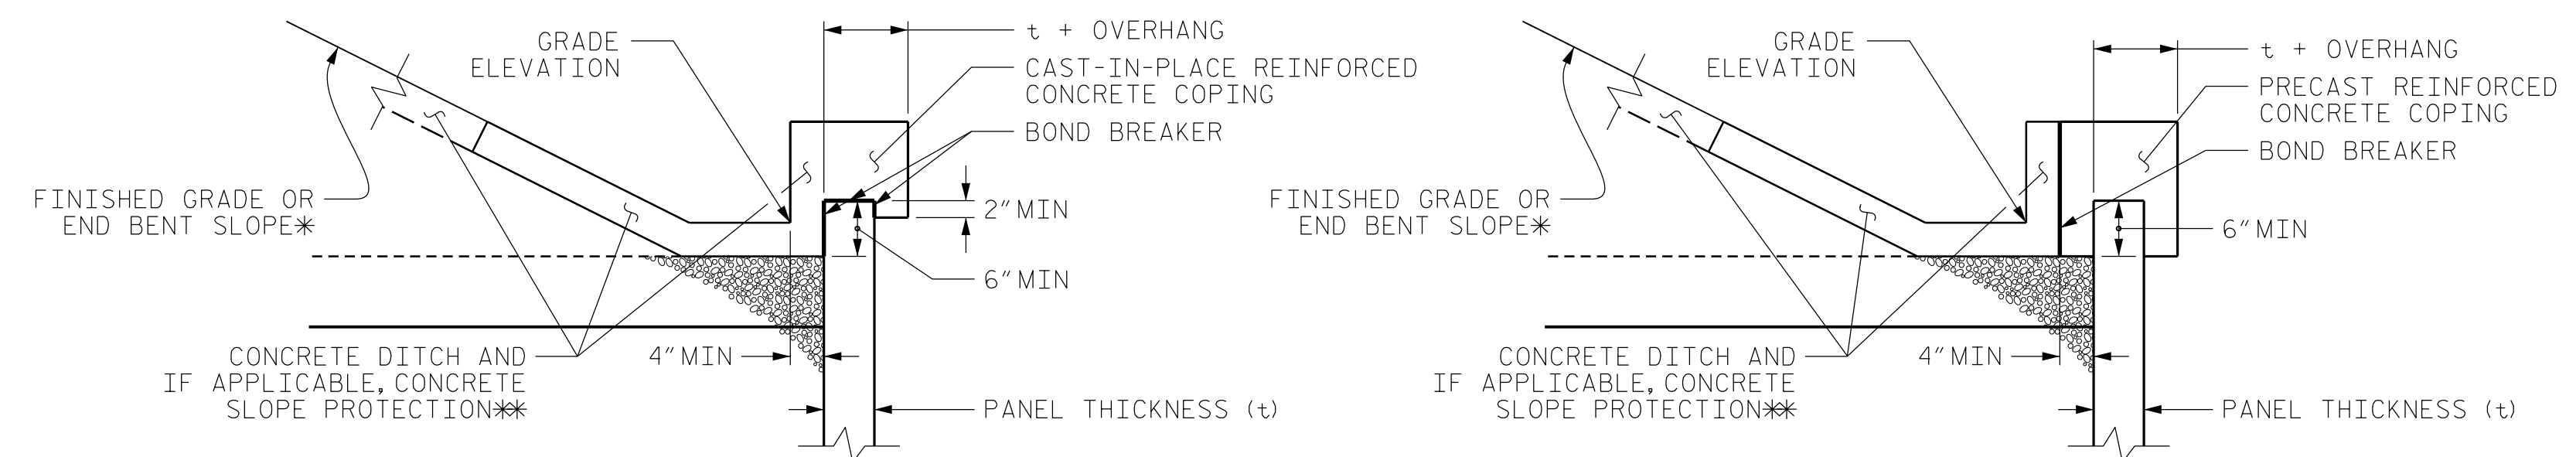 GRADE
ELEVATION
t + OVERHANG
CAST-IN-PLACE REINFORCED
CONCRETE COPING
BOND BREAKER
FINISHED GRADE OR
END BENT SLOPE*
2" MIN
6" MIN
CONCRETE DITCH AND
IF APPLICABLE, CONCRETE
SLOPE PROTECTION**
4" MIN
PANEL THICKNESS (t)
GRADE
ELEVATION
t + OVERHANG
PRECAST REINFORCED
CONCRETE COPING
BOND BREAKER
FINISHED GRADE OR
END BENT SLOPE*
6" MIN
CONCRETE DITCH AND
IF APPLICABLE, CONCRETE
SLOPE PROTECTION**
4" MIN
PANEL THICKNESS (t)